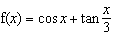 f(x) = cos x + tan x/3